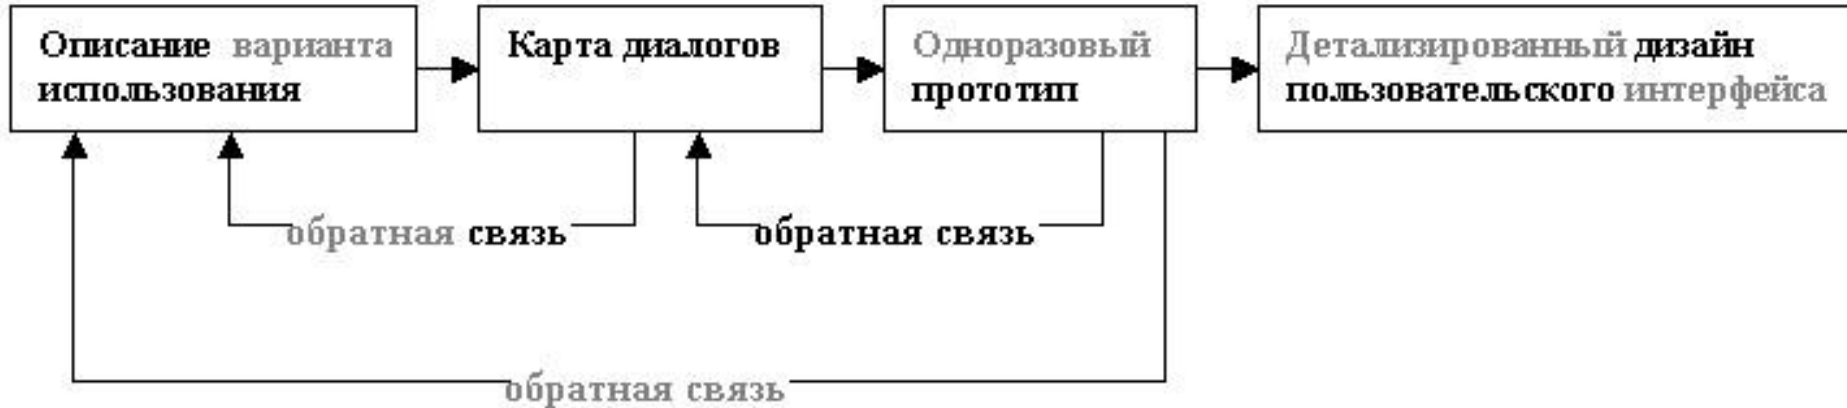 Описание варианта
использования
Карта диалогов
Одноразовый
прототип
Детализированный дизайн
пользовательского интерфейса
обратная связь
обратная связь
обратная связь